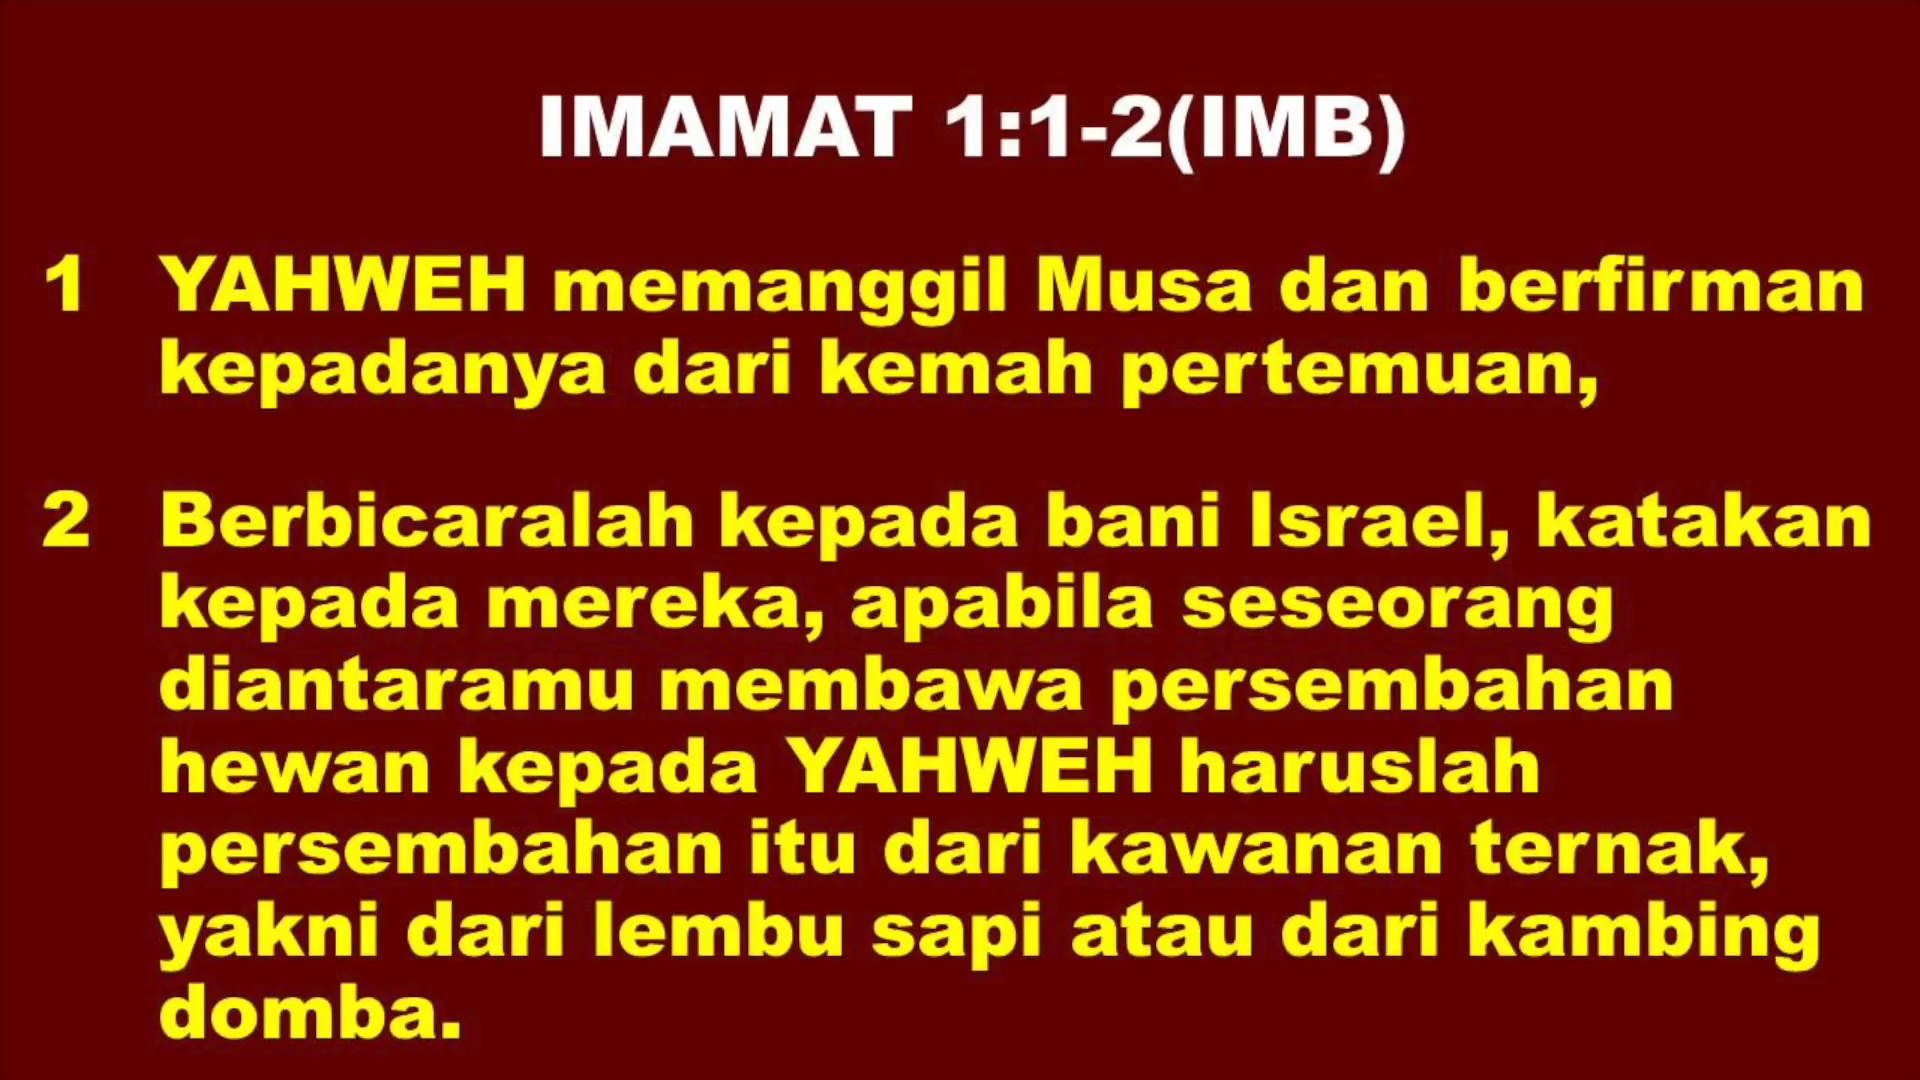 IMAMAT 1:1-2(IMB)
1 YAHWEH memanggil Musa dan berfirman
kepadanya dari kemah pertemuan,
2 Berbicaralah kepada bani Israel, katakan
kepada mereka, apabila seseorang
diantaramu membawa persembahan
hewan kepada YAHWEH haruslah
persembahan itu dari kawanan ternak,
yakni dari lembu sapi atau dari kambing
domba.